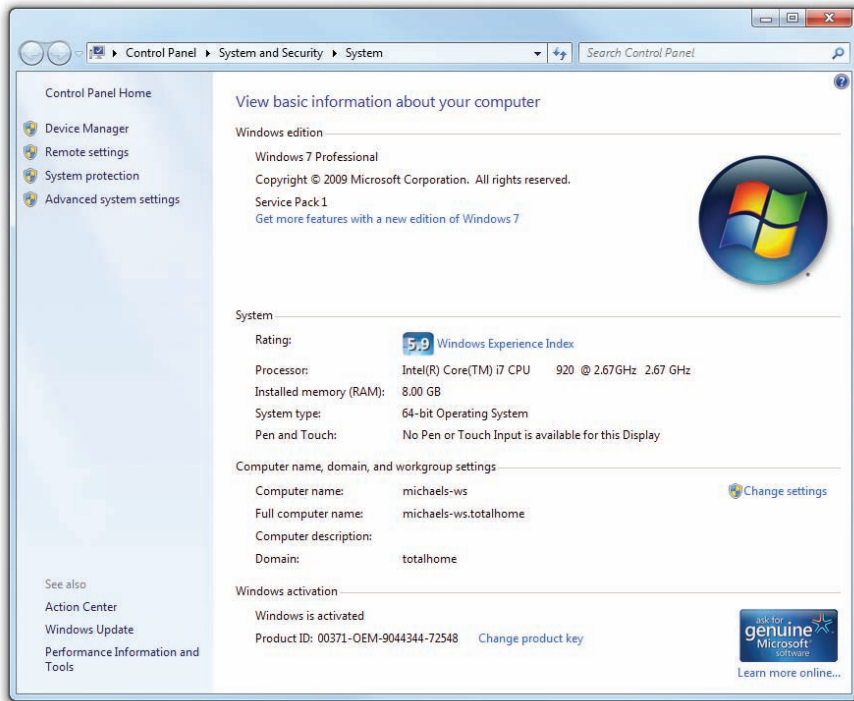 Control Panel ▸ System and Security ▸ System
Search Control Panel
Control Panel Home
Device Manager
Remote settings
System protection
Advanced system settings
See also
Action Center
Windows Update
Performance Information and
Tools
View basic information about your computer
Windows edition
Windows 7 Professional
Copyright © 2009 Microsoft Corporation. All rights reserved.
Service Pack 1
Get more features with a new edition of Windows 7
System
Rating: 5.9 Windows Experience Index
Processor: Intel(R) Core(TM) i7 CPU 920 @ 2.67GHz 2.67 GHz
Installed memory (RAM): 8.00 GB
System type: 64-bit Operating System
Pen and Touch: No Pen or Touch Input is available for this Display
Computer name, domain, and workgroup settings
Computer name: michaels-ws
Change settings
Full computer name: michaels-ws.totalhome
Computer description:
Domain: totalhome
Windows activation
Windows is activated
Product ID: 00371-OEM-9044344-72548 Change product key
ask for
genuine
Microsoft
software
Learn more online...